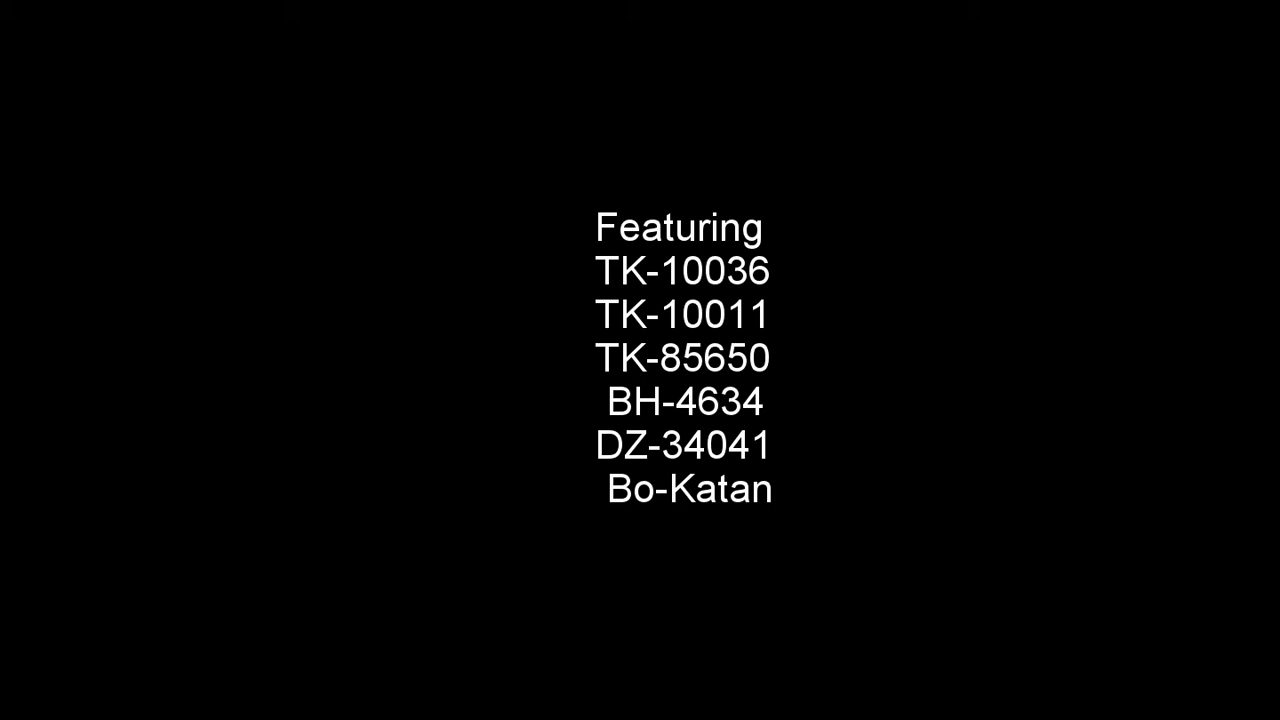 Featuring
TK-10036
TK-10011
TK-85650
BH-4634
DZ-34041
Bo-Katan